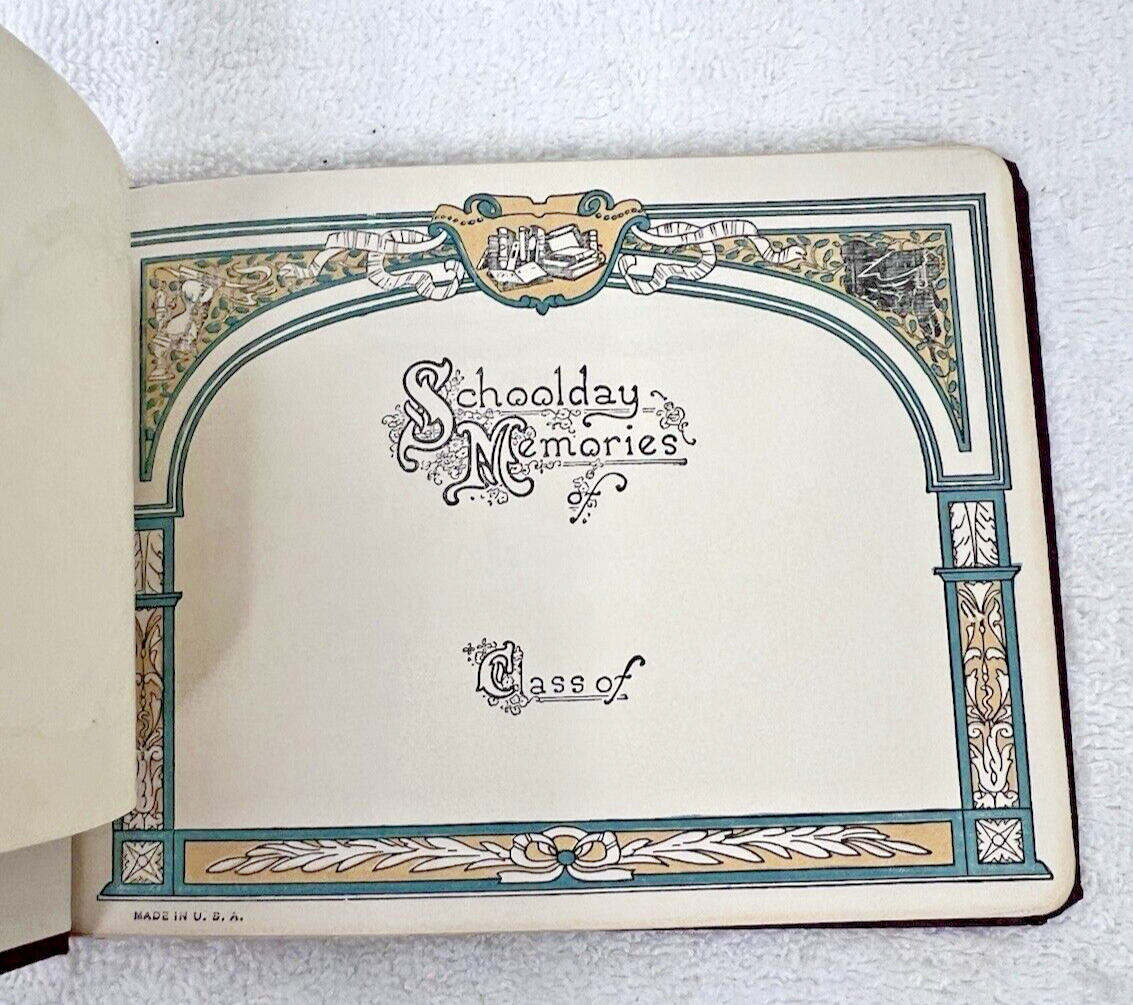 Schoolday
Memories
of
Class of
MADE IN U. S. A.